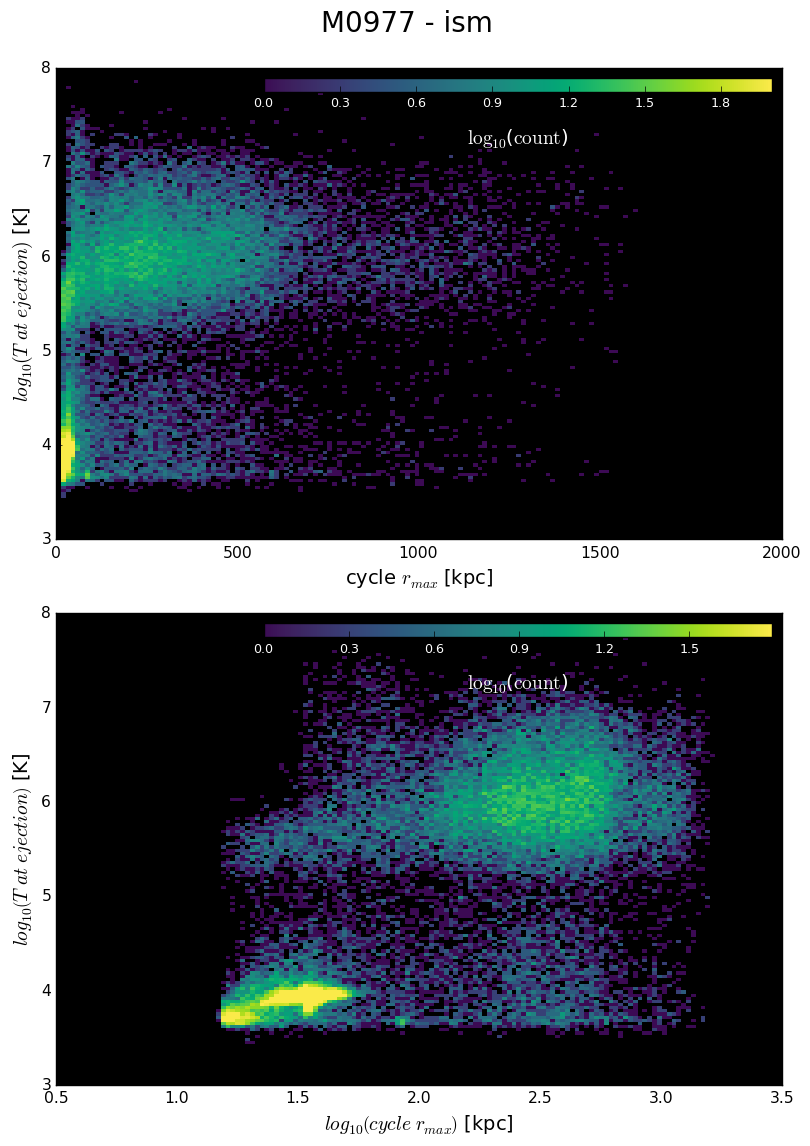 M0977 - ism
8
0.0 0.3 0.6 0.9 1.2 1.5 1.8
log10(count)
7
6
log10(T at ejection) [K]
5
4
3
0 500 1000 1500 2000
cycle rmax [kpc]
8
0.0 0.3 0.6 0.9 1.2 1.5
log10(count)
7
6
log10(T at ejection) [K]
5
4
3
0.5 1.0 1.5 2.0 2.5 3.0 3.5
log10(cycle rmax) [kpc]